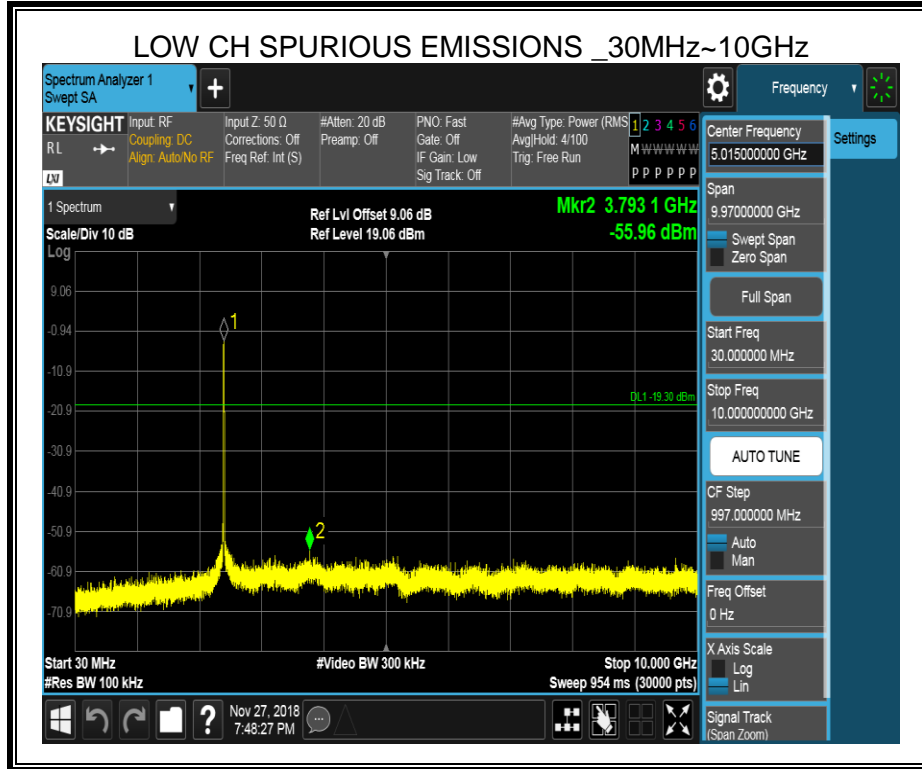 LOW CH SPURIOUS EMISSIONS _30MHz~10GHz
Spectrum Analyzer 1
Swept SA
+
Frequency
KEYSIGHT
RL
LXI
Input: RF
Coupling: DC
Align: Auto/No RF
Input Z: 50 Ω
Corrections: Off
Freq Ref: Int (S)
#Atten: 20 dB
Preamp: Off
PNO: Fast
Gate: Off
IF Gain: Low
Sig Track: Off
#Avg Type: Power (RMS
Avg|Hold: 4/100
Trig: Free Run
1 2 3 4 5 6
M W W W W W
P P P P P P
1 Spectrum
Scale/Div 10 dB
Ref Lvl Offset 9.06 dB
Ref Level 19.06 dBm
Mkr2 3.793 1 GHz
-55.96 dBm
Log
9.06
-0.94
-10.9
-20.9
-30.9
-40.9
-50.9
-60.9
-70.9
1
DL1 -19.30 dBm
2
Start 30 MHz
#Res BW 100 kHz
#Video BW 300 kHz
Stop 10.000 GHz
Sweep 954 ms (30000 pts)
?
Nov 27, 2018
7:48:27 PM
Center Frequency
5.015000000 GHz
Settings
Span
9.97000000 GHz
Swept Span
Zero Span
Full Span
Start Freq
30.000000 MHz
Stop Freq
10.000000000 GHz
AUTO TUNE
CF Step
997.000000 MHz
Auto
Man
Freq Offset
0 Hz
X Axis Scale
Log
Lin
Signal Track
(Span Zoom)